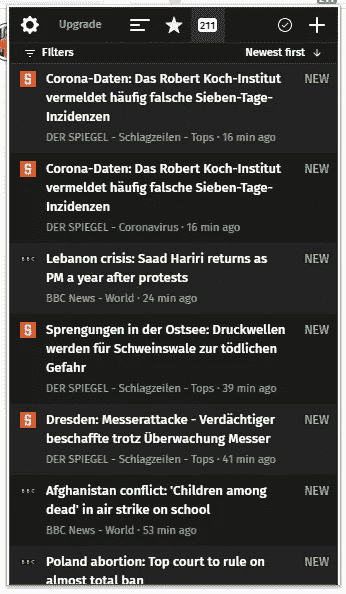 Upgrade
211
Filters
Newest first ↓
Corona-Daten: Das Robert Koch-Institut
NEW
vermeldet häufig falsche Sieben-Tage-
Inzidenzen
DER SPIEGEL - Schlagzeilen - Tops · 16 min ago
Corona-Daten: Das Robert Koch-Institut
NEW
vermeldet häufig falsche Sieben-Tage-
Inzidenzen
DER SPIEGEL - Coronavirus · 16 min ago
BBC
Lebanon crisis: Saad Hariri returns as
NEW
PM a year after protests
BBC News - World · 24 min ago
Sprengungen in der Ostsee: Druckwellen
NEW
werden für Schweinswale zur tödlichen
Gefahr
DER SPIEGEL - Schlagzeilen - Tops · 39 min ago
Dresden: Messerattacke - Verdächtiger
NEW
beschaffte trotz Überwachung Messer
DER SPIEGEL - Schlagzeilen - Tops · 41 min ago
BBC
Afghanistan conflict: 'Children among
NEW
dead' in air strike on school
BBC News - World · 53 min ago
BBC
Poland abortion: Top court to rule on
NEW
almost total ban